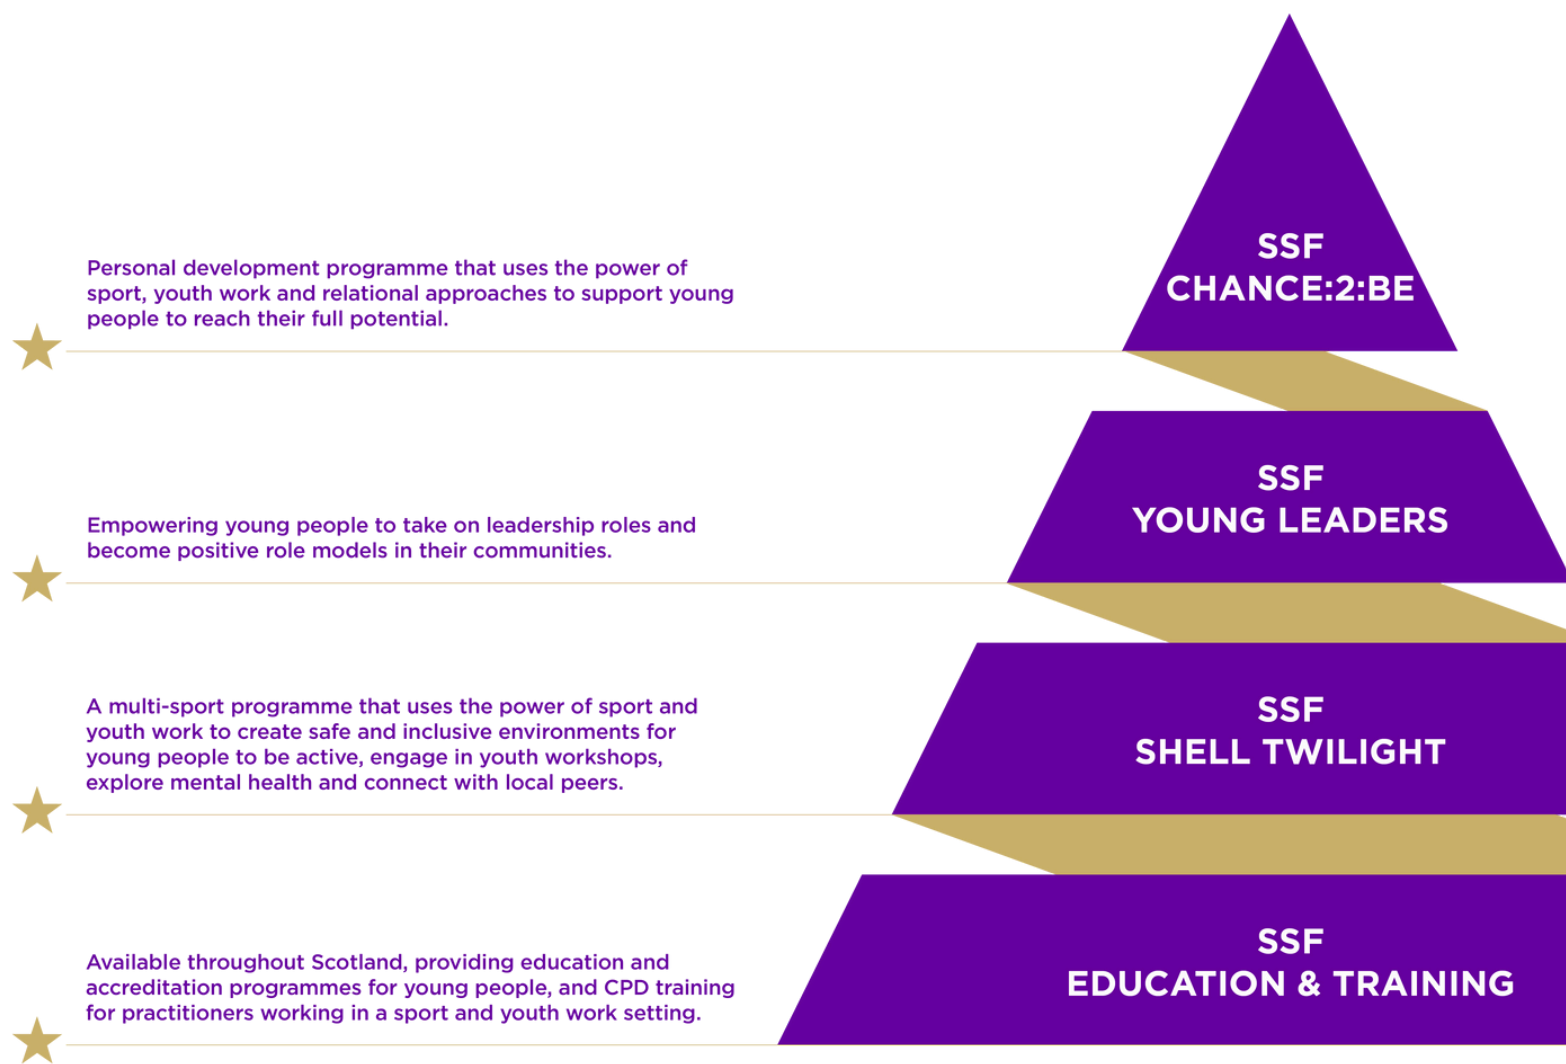 Personal development programme that uses the power of
sport, youth work and relational approaches to support young
people to reach their full potential.
SSF
CHANCE:2:BE
Empowering young people to take on leadership roles and
become positive role models in their communities.
SSF
YOUNG LEADERS
A multi-sport programme that uses the power of sport and
youth work to create safe and inclusive environments for
young people to be active, engage in youth workshops,
explore mental health and connect with local peers.
SSF
SHELL TWILIGHT
Available throughout Scotland, providing education and
accreditation programmes for young people, and CPD training
for practitioners working in a sport and youth work setting.
SSF
EDUCATION & TRAINING